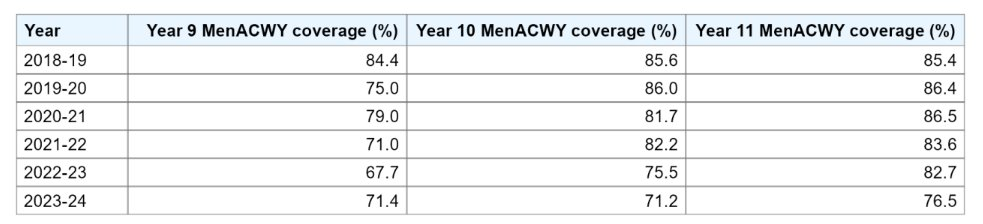 Year Year 9 MenACWY coverage (%) Year 10 MenACWY coverage (%) Year 11 MenACWY coverage (%)
2018-19 84.4 85.6 85.4
2019-20 75.0 86.0 86.4
2020-21 79.0 81.7 86.5
2021-22 71.0 82.2 83.6
2022-23 67.7 75.5 82.7
2023-24 71.4 71.2 76.5